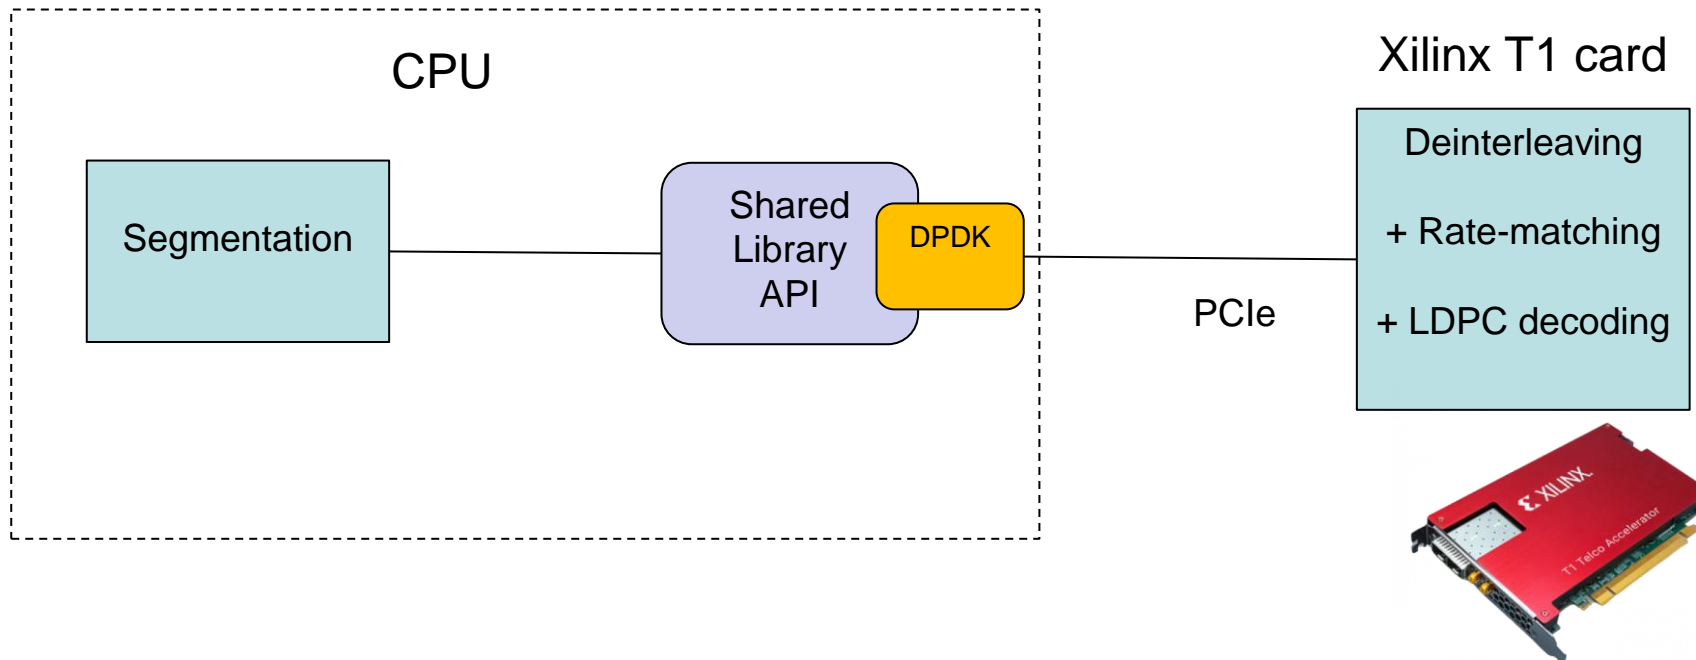 CPU
Xilinx T1 card
Segmentation
Shared
Library
API
DPDK
PCIe
Deinterleaving
+ Rate-matching
+ LDPC decoding
XILINX
T1 Telco Accelerator